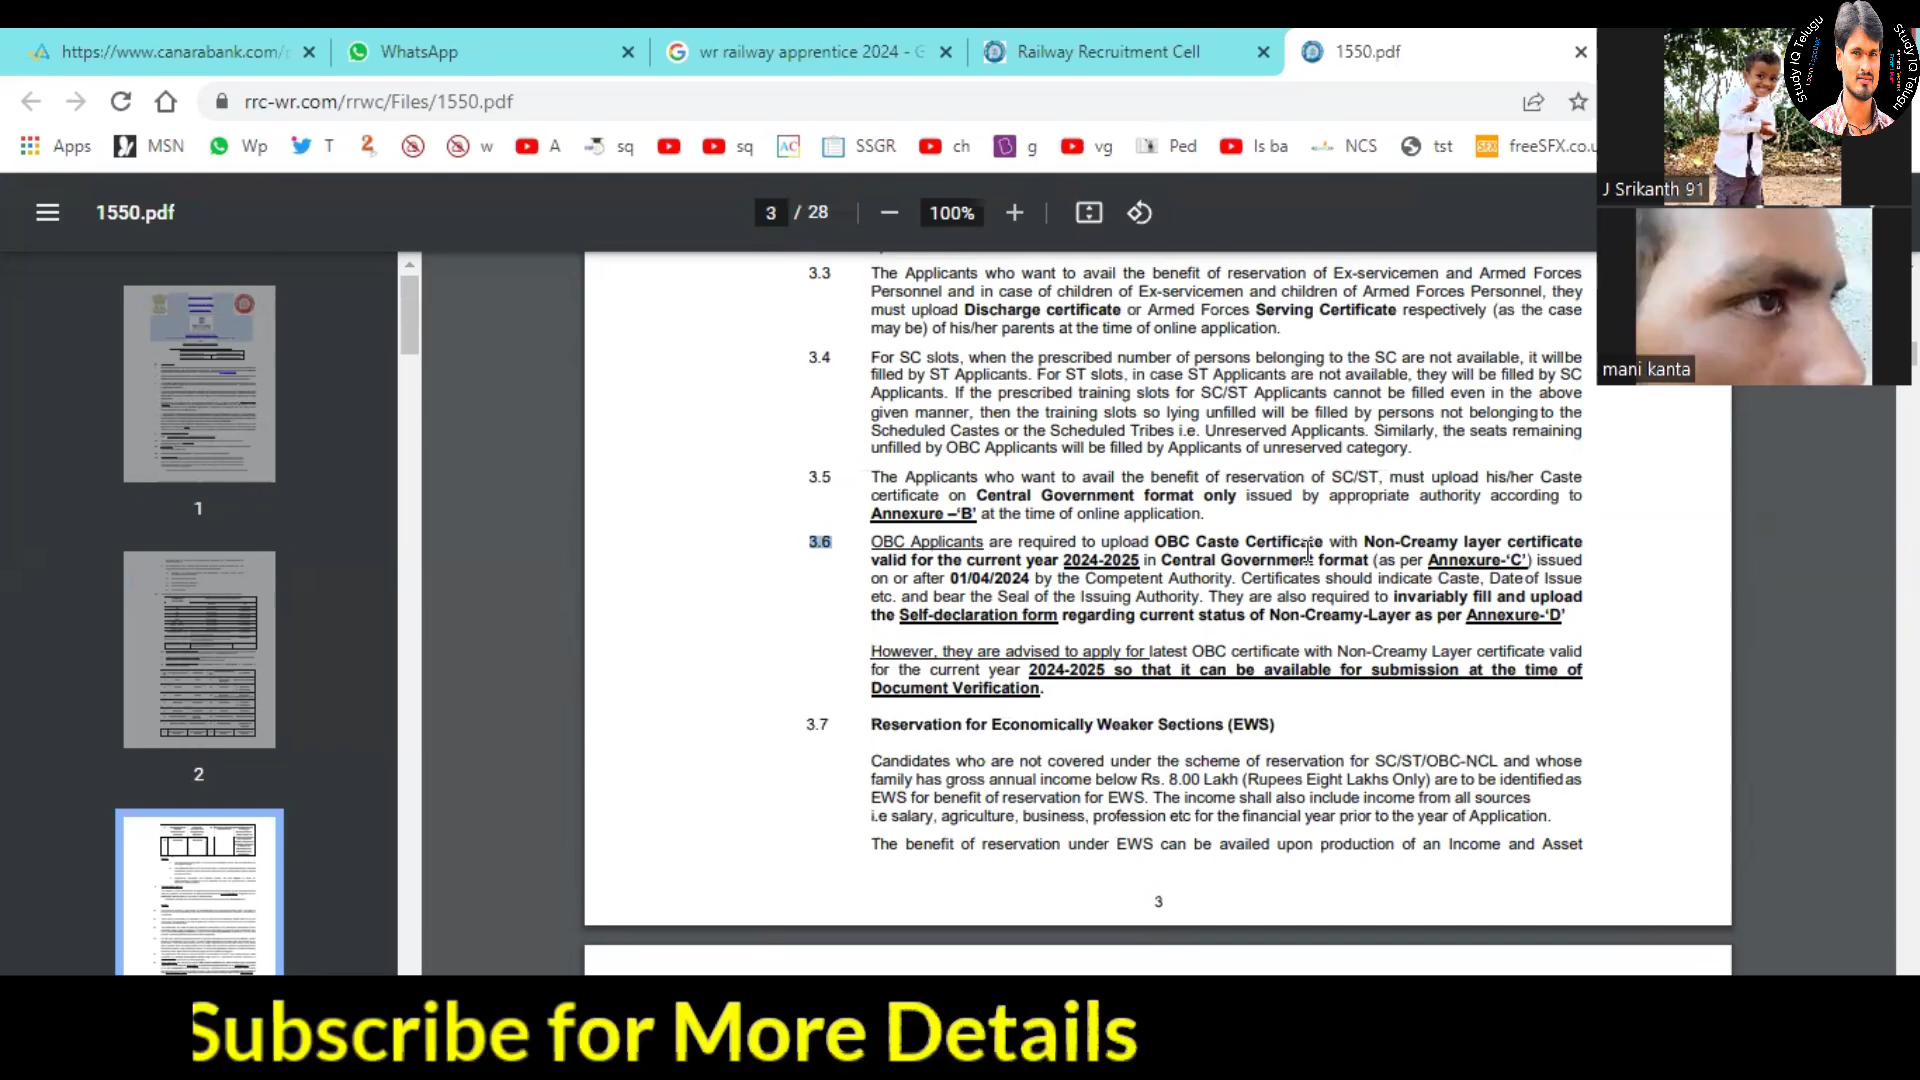 https://www.canarabank.com/
WhatsApp
wr railway apprentice 2024 - G
Railway Recruitment Cell
1550.pdf
Study IQ Telugu
Study IQ Telugu
rrc-wr.com/rrwc/Files/1550.pdf
Apps MSN Wp T w A sq sq AC SSGR ch g vg Ped Is ba NCS tst SFX freeSFX.co.u
J Srikanth 91
1550.pdf
3 / 28 100%
mani kanta
1
2
3.3 The Applicants who want to avail the benefit of reservation of Ex-servicemen and Armed Forces
Personnel and in case of children of Ex-servicemen and children of Armed Forces Personnel, they
must upload Discharge certificate or Armed Forces Serving Certificate respectively (as the case
may be) of his/her parents at the time of online application.
3.4 For SC slots, when the prescribed number of persons belonging to the SC are not available, it willbe
filled by ST Applicants. For ST slots, in case ST Applicants are not available, they will be filled by SC
Applicants. If the prescribed training slots for SC/ST Applicants cannot be filled even in the above
given manner, then the training slots so lying unfilled will be filled by persons not belonging to the
Scheduled Castes or the Scheduled Tribes i.e. Unreserved Applicants. Similarly, the seats remaining
unfilled by OBC Applicants will be filled by Applicants of unreserved category.
3.5 The Applicants who want to avail the benefit of reservation of SC/ST, must upload his/her Caste
certificate on Central Government format only issued by appropriate authority according to
Annexure –‘B’ at the time of online application.
3.6 OBC Applicants are required to upload OBC Caste Certificate with Non-Creamy layer certificate
valid for the current year 2024-2025 in Central Government format (as per Annexure-‘C’) issued
on or after 01/04/2024 by the Competent Authority. Certificates should indicate Caste, Date of Issue
etc. and bear the Seal of the Issuing Authority. They are also required to invariably fill and upload
the Self-declaration form regarding current status of Non-Creamy-Layer as per Annexure-‘D’
However, they are advised to apply for latest OBC certificate with Non-Creamy Layer certificate valid
for the current year 2024-2025 so that it can be available for submission at the time of
Document Verification.
3.7 Reservation for Economically Weaker Sections (EWS)
Candidates who are not covered under the scheme of reservation for SC/ST/OBC-NCL and whose
family has gross annual income below Rs. 8.00 Lakh (Rupees Eight Lakhs Only) are to be identified as
EWS for benefit of reservation for EWS. The income shall also include income from all sources
i.e salary, agriculture, business, profession etc for the financial year prior to the year of Application.
The benefit of reservation under EWS can be availed upon production of an Income and Asset
3
Subscribe for More Details